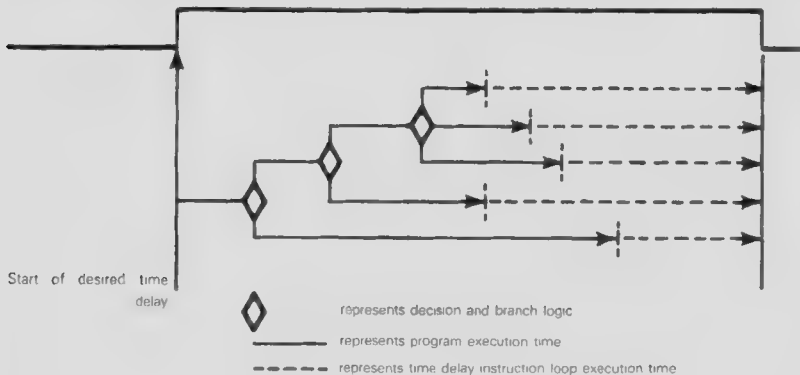 Start of desired time
delay
represents decision and branch logic
represents program execution time
represents time delay instruction loop execution time